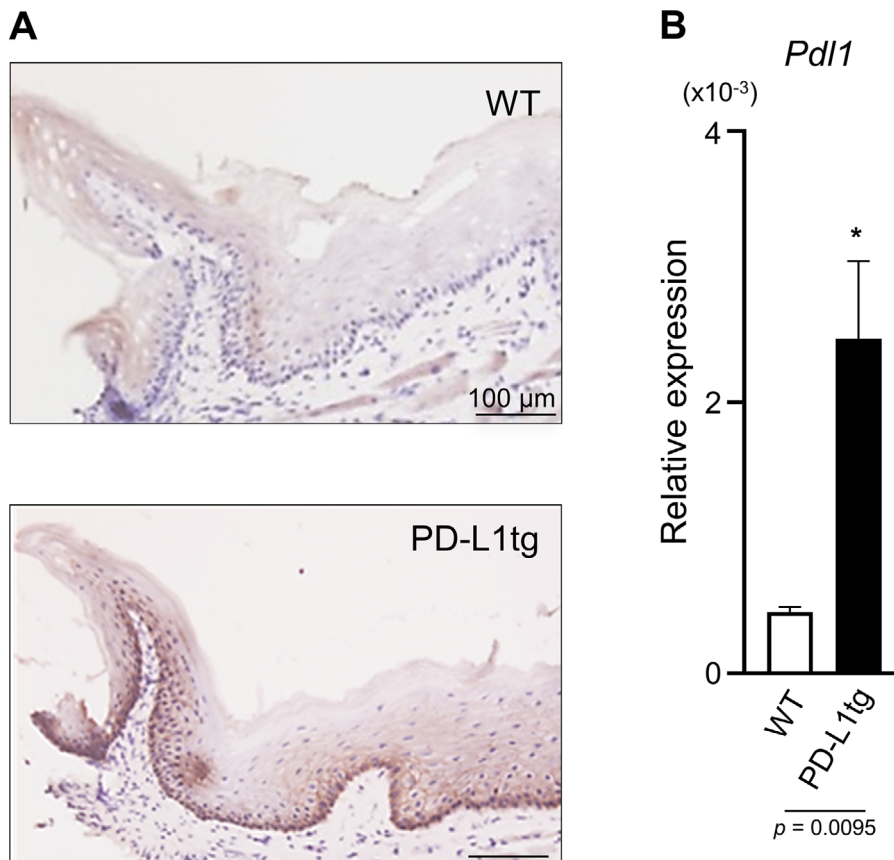 A
WT
100 µm
PD-L1tg
B
Pdl1
(x10-3)
4
2
0
Relative expression
*
WT
PD-L1tg
p = 0.0095